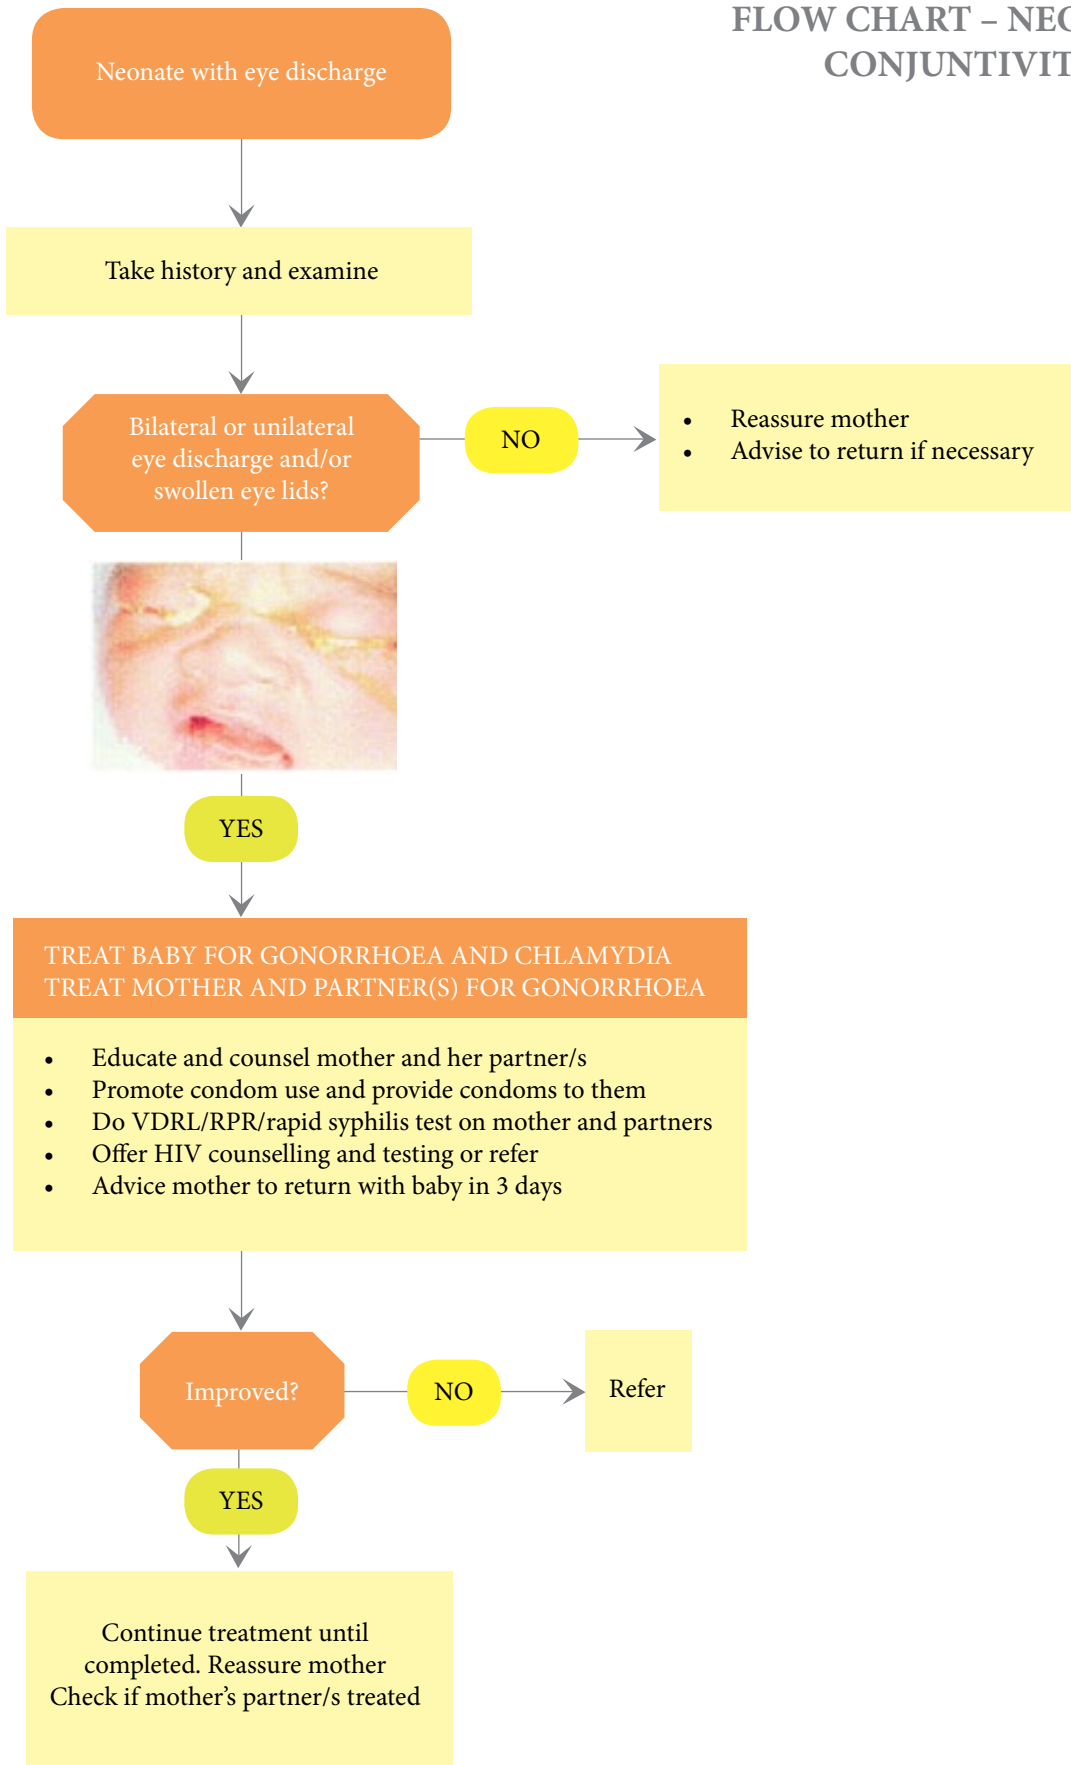 FLOW CHART – NEO
CONJUNTIVIT
Neonate with eye discharge
Take history and examine
Bilateral or unilateral
eye discharge and/or
swollen eye lids?
NO
• Reassure mother
• Advise to return if necessary
YES
TREAT BABY FOR GONORRHOEA AND CHLAMYDIA
TREAT MOTHER AND PARTNER(S) FOR GONORRHOEA
• Educate and counsel mother and her partner/s
• Promote condom use and provide condoms to them
• Do VDRL/RPR/rapid syphilis test on mother and partners
• Offer HIV counselling and testing or refer
• Advice mother to return with baby in 3 days
Improved?
NO
Refer
YES
Continue treatment until
completed. Reassure mother
Check if mother’s partner/s treated